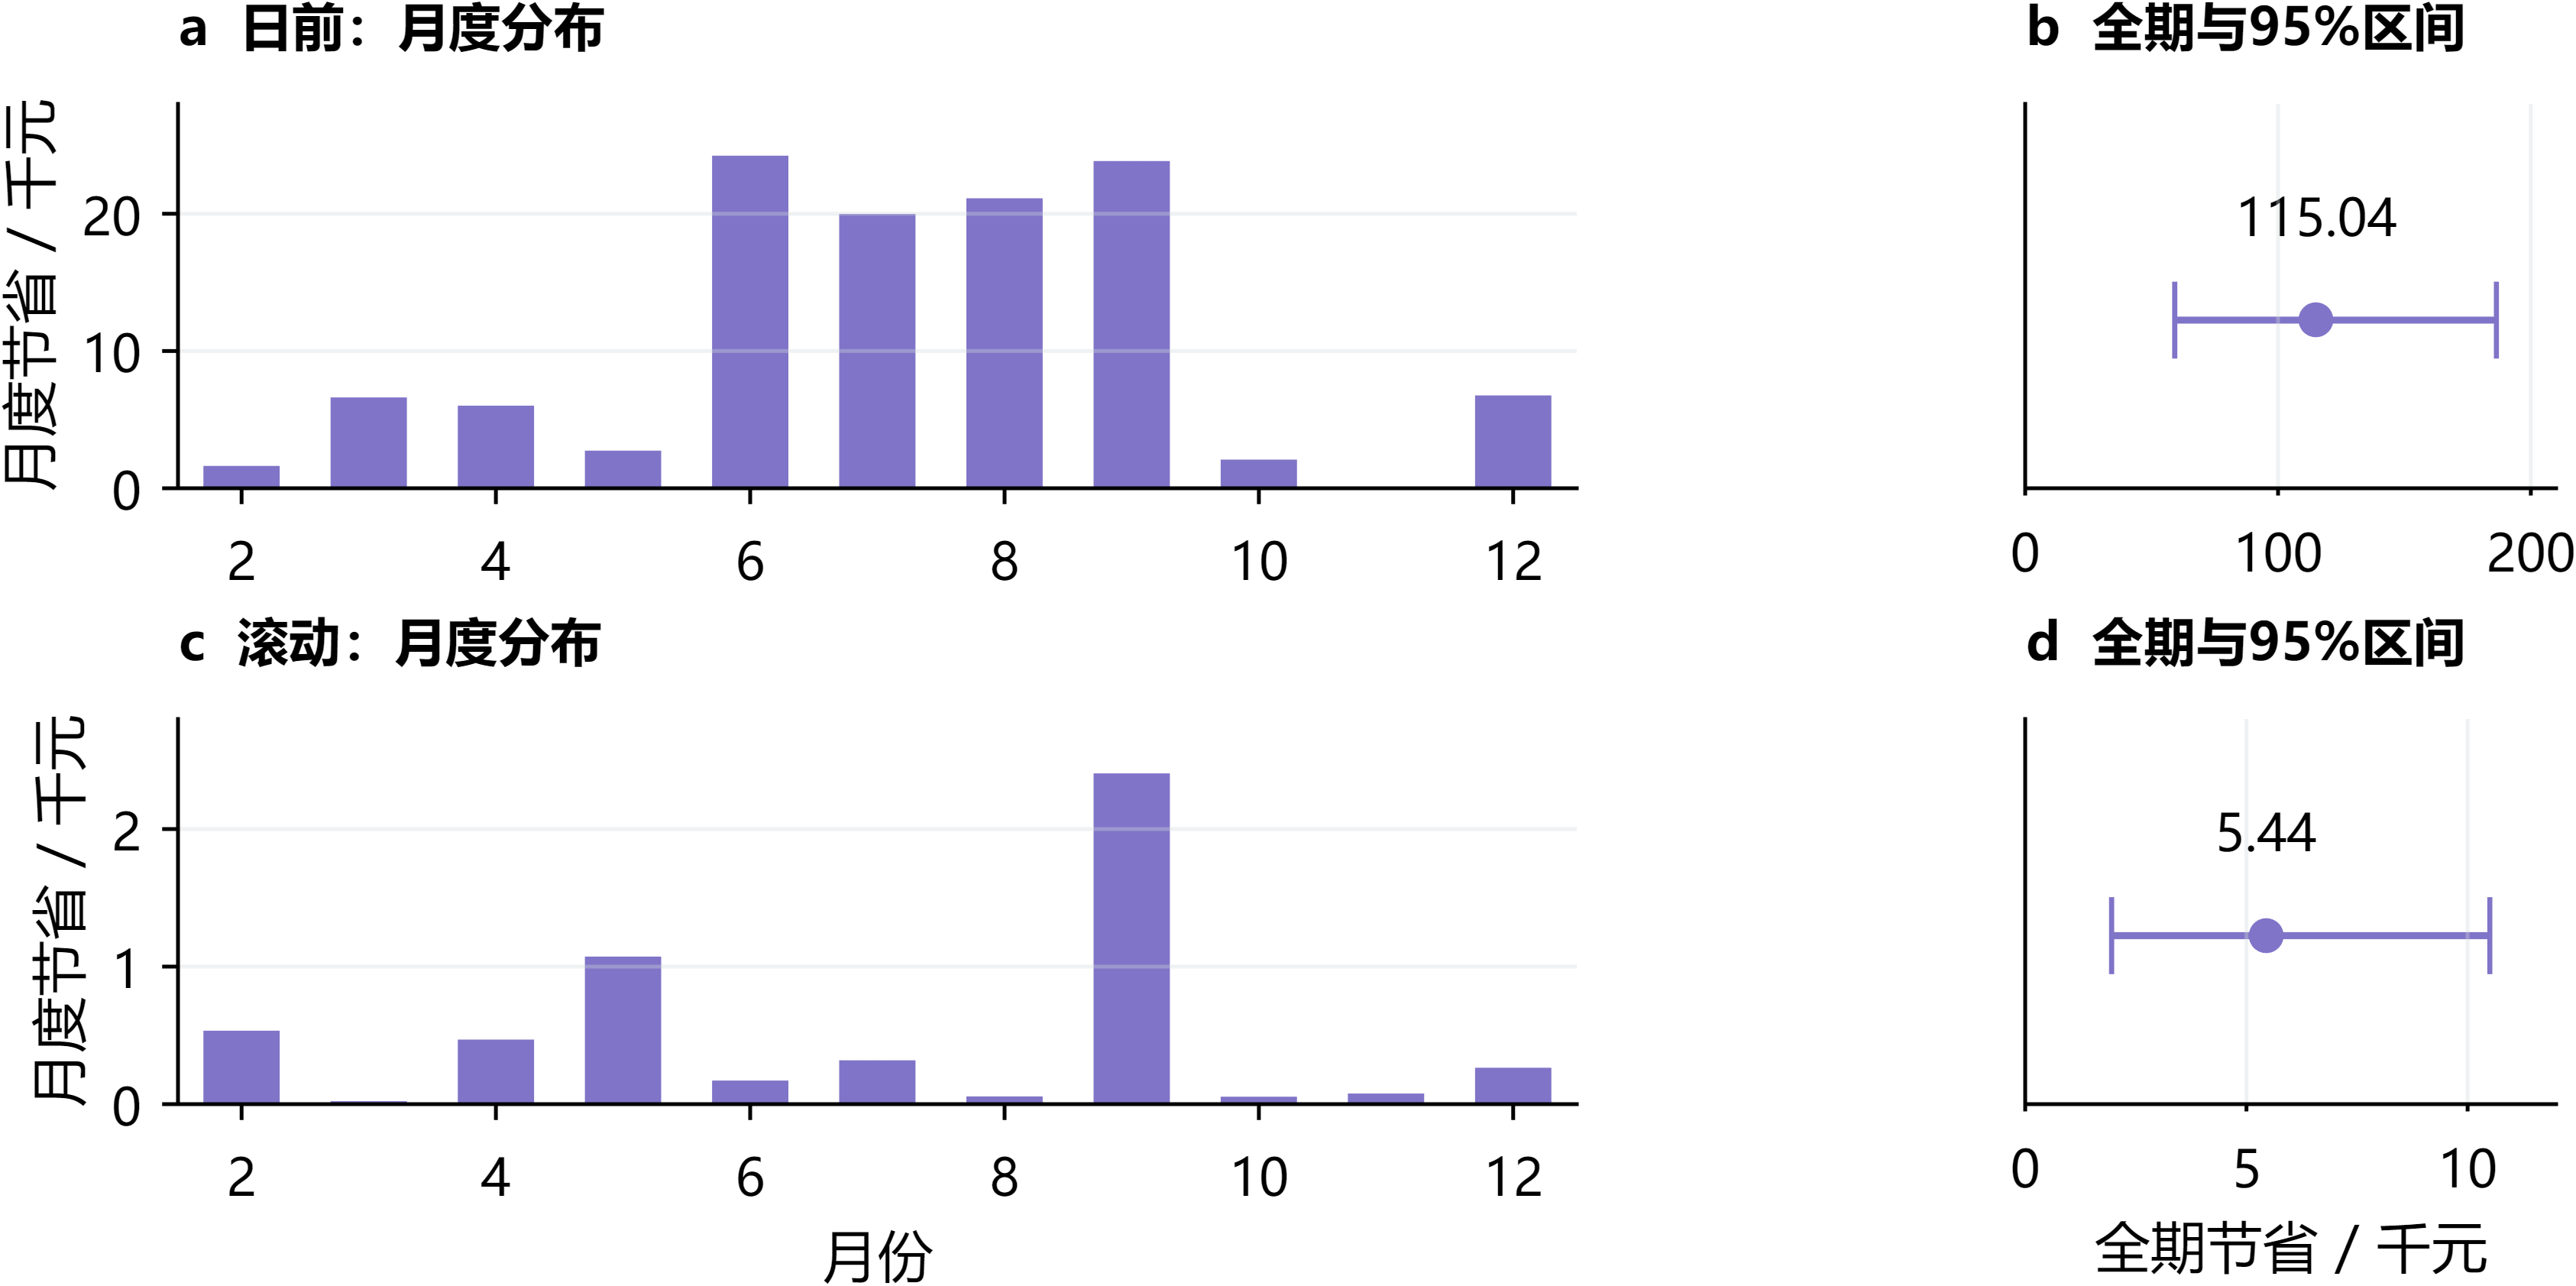 a 日前：月度分布
月度节省 / 千元
20
10
0
2 4 6 8 10 12
b 全期与95%区间
115.04
0 100 200
c 滚动：月度分布
月度节省 / 千元
2
1
0
2 4 6 8 10 12
月份
d 全期与95%区间
5.44
0 5 10
全期节省 / 千元